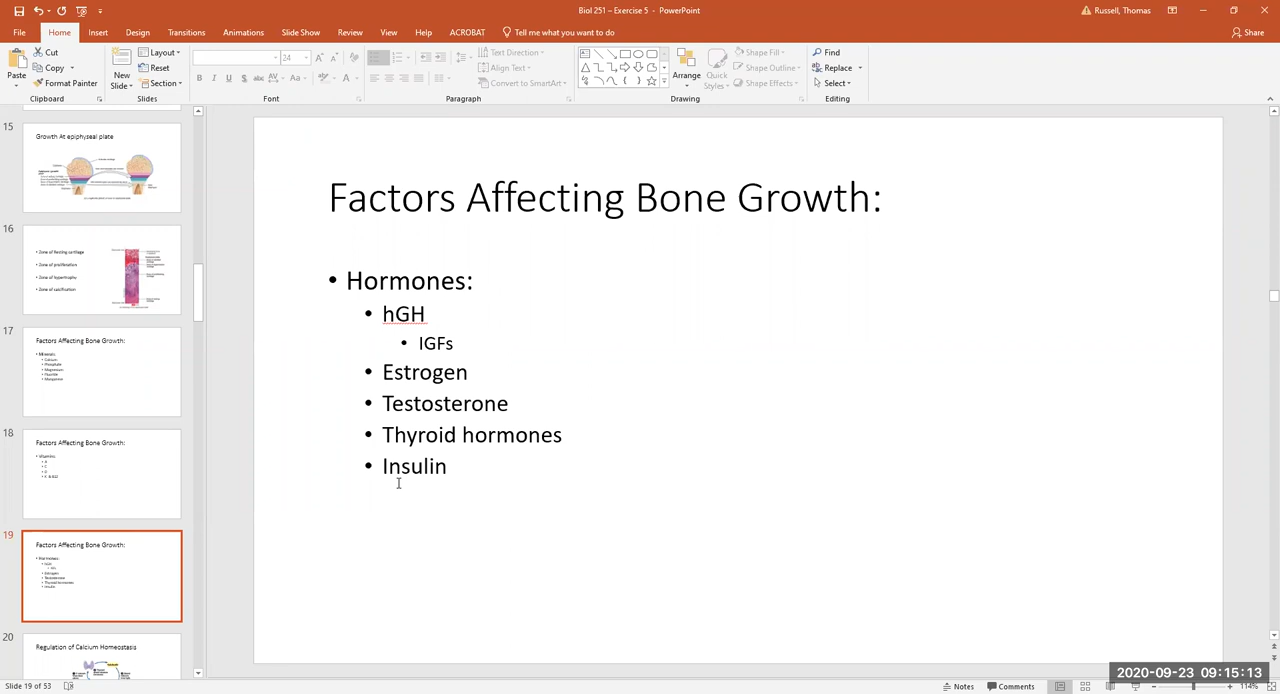 Biol 251 – Exercise 5 - PowerPoint
Russell, Thomas
File Home Insert Design Transitions Animations Slide Show Review View Help ACROBAT Tell me what you want to do
Share
Paste
Cut
Copy
Format Painter
Clipboard
New
Slide
Layout
Reset
Section
Slides
24
Font
Text Direction
Align Text
Convert to SmartArt
Paragraph
Arrange
Quick
Styles
Shape Fill
Shape Outline
Shape Effects
Drawing
Find
Replace
Select
Editing
15
Growth At epiphyseal plate
16
• Zone of Resting cartilage
• Zone of proliferation
• Zone of hypertrophy
• Zone of calcification
17
Factors Affecting Bone Growth:
• Minerals:
• Calcium
• Phosphate
• Magnesium
• Fluoride
• Manganese
18
Factors Affecting Bone Growth:
• Vitamins:
• A
• C
• D
• K & B12
19
Factors Affecting Bone Growth:
• Hormones:
• hGH
• IGFs
• Estrogen
• Testosterone
• Thyroid hormones
• Insulin
20
Regulation of Calcium Homeostasis
Factors Affecting Bone Growth:
• Hormones:
• hGH
• IGFs
• Estrogen
• Testosterone
• Thyroid hormones
• Insulin
2020-09-23 09:15:13
Slide 19 of 53
Notes
Comments
114%